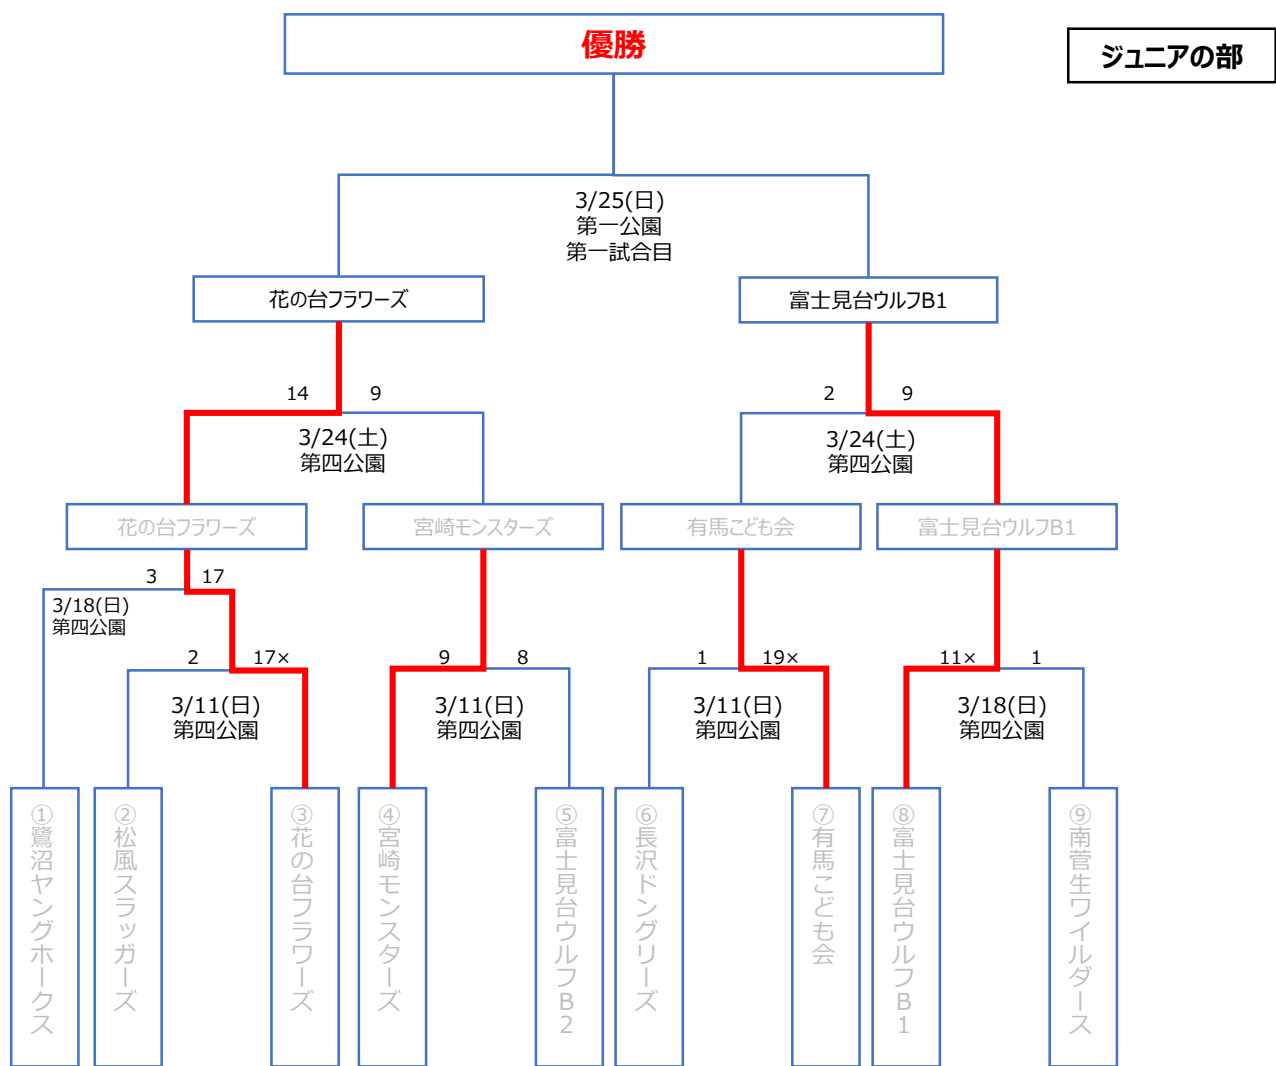 優勝
ジュニアの部
3/25(日)
第一公園
第一試合目
花の台フラワーズ
富士見台ウルフB1
14
9
2
9
3/24(土)
第四公園
3/24(土)
第四公園
花の台フラワーズ
宮崎モンスターズ
有馬こども会
富士見台ウルフB1
3
17
3/18(日)
第四公園
2
17×
9
8
1
19×
11×
1
3/11(日)
第四公園
3/11(日)
第四公園
3/11(日)
第四公園
3/18(日)
第四公園
①鷺沼ヤングホークス
②松風スラッガーズ
③花の台フラワーズ
④宮崎モンスターズ
⑤富士見台ウルフB2
⑥長沢ドングリーズ
⑦有馬こども会
⑧富士見台ウルフB1
⑨南菅生ワイルダース